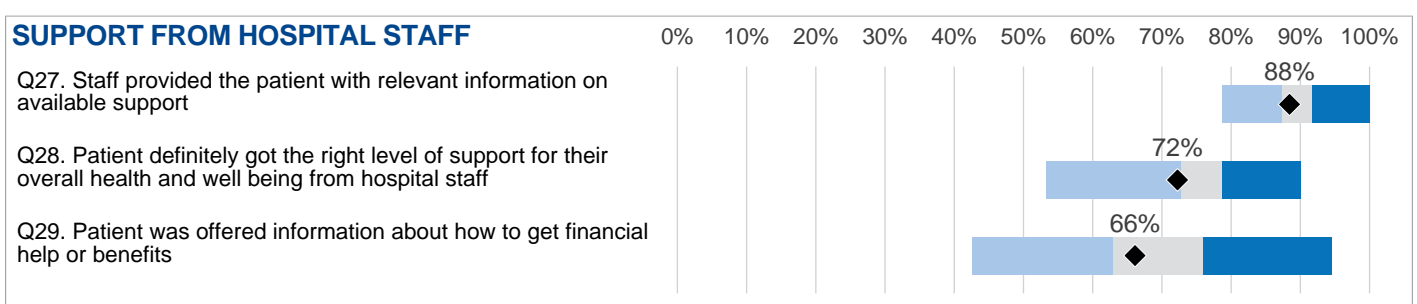 SUPPORT FROM HOSPITAL STAFF 0% 10% 20% 30% 40% 50% 60% 70% 80% 90% 100%
Q27. Staff provided the patient with relevant information on
available support
88%
Q28. Patient definitely got the right level of support for their
overall health and well being from hospital staff
72%
Q29. Patient was offered information about how to get financial
help or benefits
66%